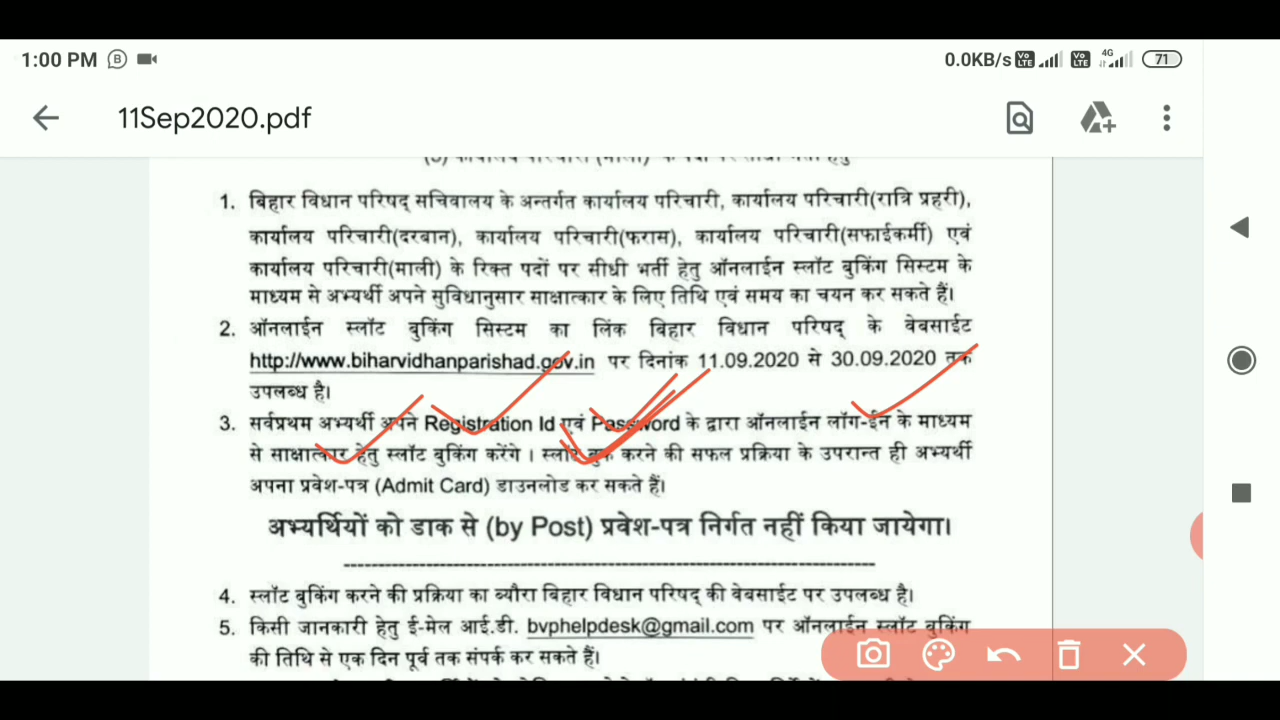 1:00 PM
0.0KB/s
4G
71
11Sep2020.pdf
1. बिहार विधान परिषद् सचिवालय के अन्तर्गत कार्यालय परिचारी, कार्यालय परिचारी(रात्रि प्रहरी),
कार्यालय परिचारी(दरबान), कार्यालय परिचारी(फरास), कार्यालय परिचारी(सफाईकर्मी) एवं
कार्यालय परिचारी(माली) के रिक्त पदों पर सीधी भर्ती हेतु ऑनलाईन स्लॉट बुकिंग सिस्टम के
माध्यम से अभ्यर्थी अपने सुविधानुसार साक्षात्कार के लिए तिथि एवं समय का चयन कर सकते हैं।
2. ऑनलाईन स्लॉट बुकिंग सिस्टम का लिंक बिहार विधान परिषद् के वेबसाईट
http://www.biharvidhanparishad.gov.in पर दिनांक 11.09.2020 से 30.09.2020 तक
उपलब्ध है।
3. सर्वप्रथम अभ्यर्थी अपने Registration Id एवं Password के द्वारा ऑनलाईन लॉग-ईन के माध्यम
से साक्षात्कार हेतु स्लॉट बुकिंग करेंगे । स्लॉट बुक करने की सफल प्रक्रिया के उपरान्त ही अभ्यर्थी
अपना प्रवेश-पत्र (Admit Card) डाउनलोड कर सकते हैं।
अभ्यर्थियों को डाक से (by Post) प्रवेश-पत्र निर्गत नहीं किया जायेगा।
4. स्लॉट बुकिंग करने की प्रक्रिया का ब्यौरा बिहार विधान परिषद् की वेबसाईट पर उपलब्ध है।
5. किसी जानकारी हेतु ई-मेल आई.डी. bvphelpdesk@gmail.com पर ऑनलाईन स्लॉट बुकिंग
की तिथि से एक दिन पूर्व तक संपर्क कर सकते हैं।